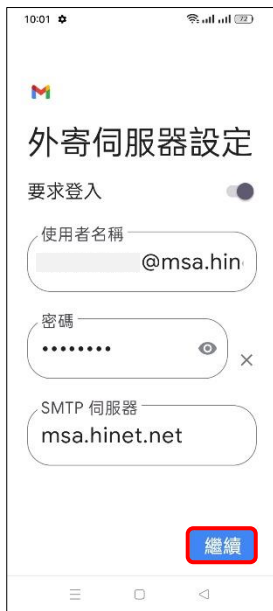 10:01
72
外寄伺服器設定
要求登入
使用者名稱
@msa.hin
密碼
••••••••
SMTP 伺服器
msa.hinet.net
繼續